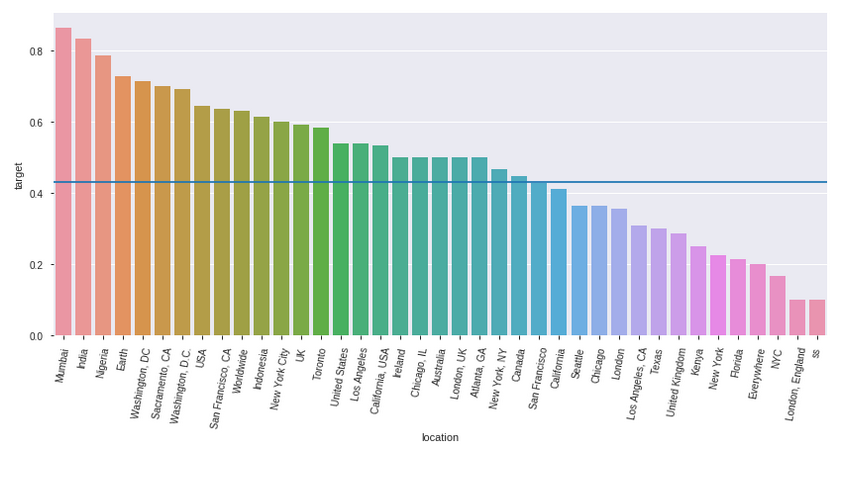 target
0.8
0.6
0.4
0.2
0.0
Mumbai
India
Nigeria
Earth
Washington, DC
Sacramento, CA
Washington, D.C.
USA
San Francisco, CA
Worldwide
Indonesia
New York City
UK
Toronto
United States
Los Angeles
California, USA
Ireland
Chicago, IL
Australia
London, UK
Atlanta, GA
New York, NY
Canada
San Francisco
California
Seattle
Chicago
London
Los Angeles, CA
Texas
United Kingdom
Kenya
New York
Florida
Everywhere
NYC
London, England
ss
location